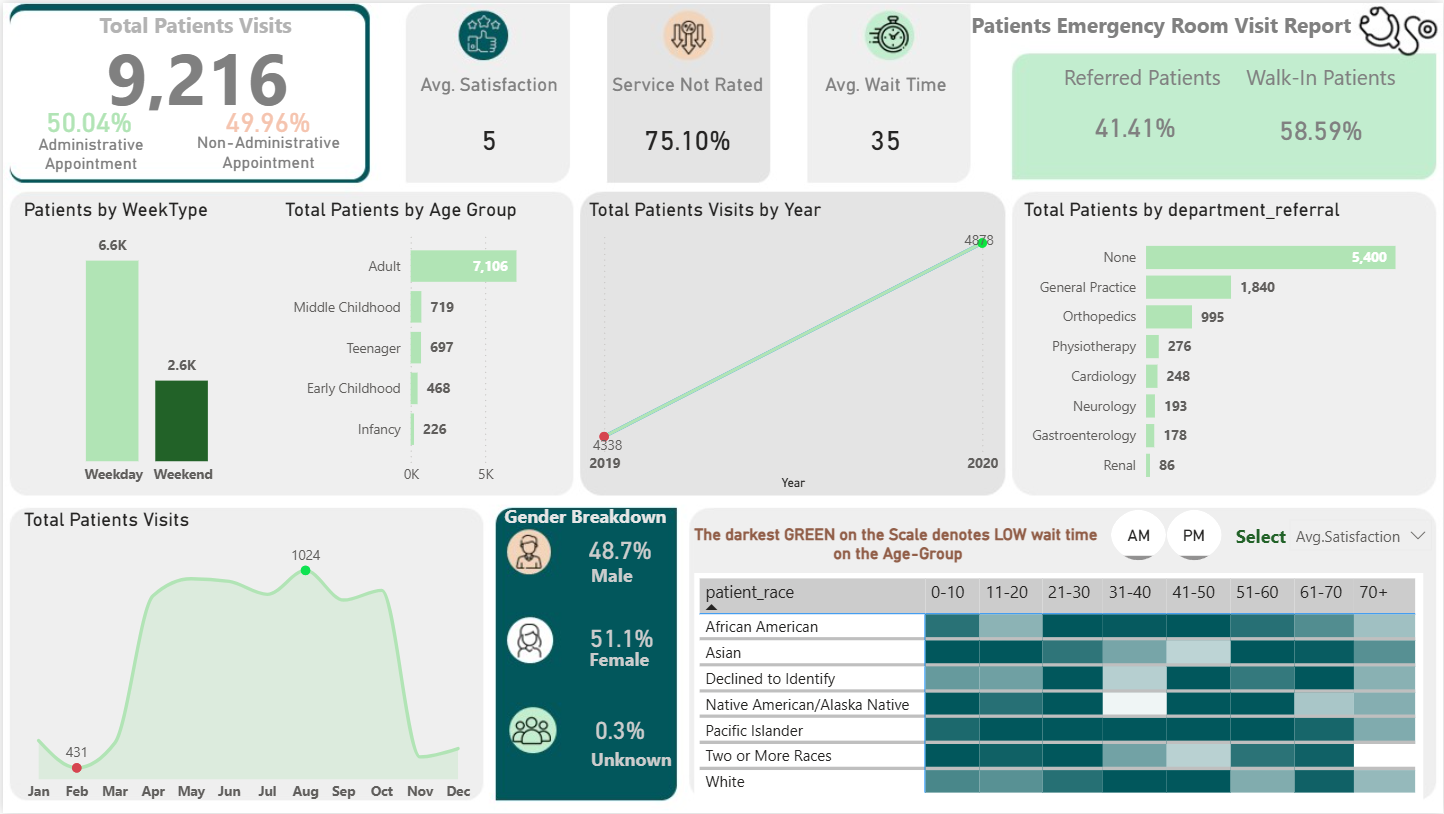 Total Patients Visits
9,216
50.04%
Administrative
Appointment
49.96%
Non-Administrative
Appointment
Avg. Satisfaction
5
Service Not Rated
75.10%
Avg. Wait Time
35
Patients Emergency Room Visit Report
Referred Patients
41.41%
Walk-In Patients
58.59%
Patients by WeekType
6.6K
2.6K
Weekday
Weekend
Total Patients by Age Group
Adult
7,106
Middle Childhood
719
Teenager
697
Early Childhood
468
Infancy
226
0K
5K
Total Patients Visits by Year
4878
4338
2019
2020
Year
Total Patients by department_referral
None
5,400
General Practice
1,840
Orthopedics
995
Physiotherapy
276
Cardiology
248
Neurology
193
Gastroenterology
178
Renal
86
Total Patients Visits
1024
431
Jan
Feb
Mar
Apr
May
Jun
Jul
Aug
Sep
Oct
Nov
Dec
Gender Breakdown
48.7%
Male
51.1%
Female
0.3%
Unknown
The darkest GREEN on the Scale denotes LOW wait time
on the Age-Group
AM
PM
Select
Avg.Satisfaction
patient_race
0-10
11-20
21-30
31-40
41-50
51-60
61-70
70+
African American
Asian
Declined to Identify
Native American/Alaska Native
Pacific Islander
Two or More Races
White